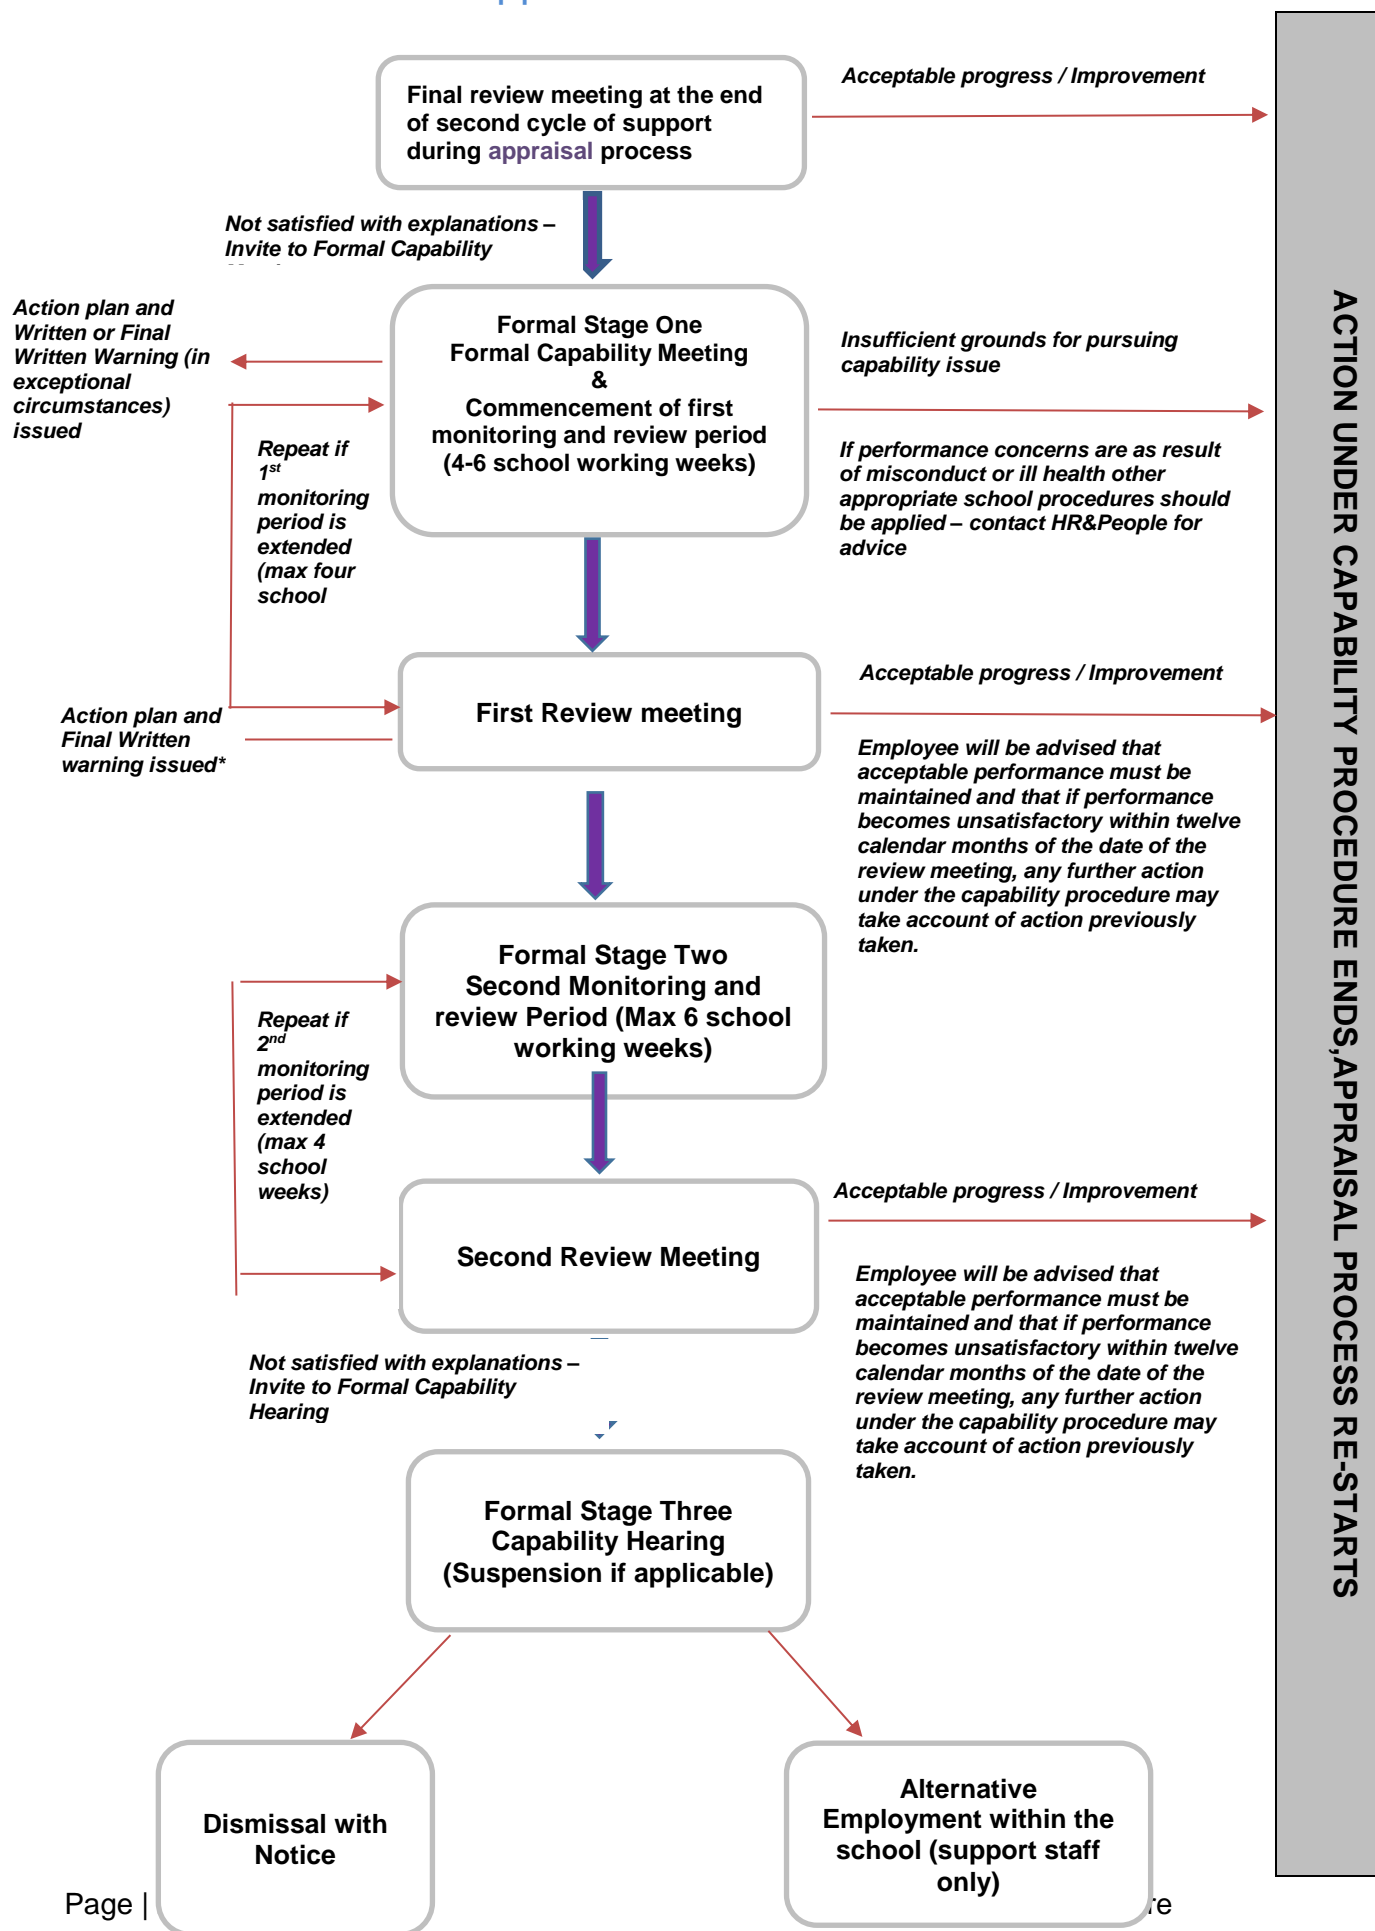 Final review meeting at the end
of second cycle of support
during appraisal process
Acceptable progress / Improvement
Not satisfied with explanations –
Invite to Formal Capability
Action plan and
Written or Final
Written Warning (in
exceptional
circumstances)
issued
Formal Stage One
Formal Capability Meeting
&
Commencement of first
monitoring and review period
(4-6 school working weeks)
Insufficient grounds for pursuing
capability issue
If performance concerns are as result
of misconduct or ill health other
appropriate school procedures should
be applied – contact HR&People for
advice
Repeat if
1st
monitoring
period is
extended
(max four
school
First Review meeting
Acceptable progress / Improvement
Action plan and
Final Written
warning issued*
Employee will be advised that
acceptable performance must be
maintained and that if performance
becomes unsatisfactory within twelve
calendar months of the date of the
review meeting, any further action
under the capability procedure may
take account of action previously
taken.
Formal Stage Two
Second Monitoring and
review Period (Max 6 school
working weeks)
Repeat if
2nd
monitoring
period is
extended
(max 4
school
weeks)
Second Review Meeting
Acceptable progress / Improvement
Employee will be advised that
acceptable performance must be
maintained and that if performance
becomes unsatisfactory within twelve
calendar months of the date of the
review meeting, any further action
under the capability procedure may
take account of action previously
taken.
Not satisfied with explanations –
Invite to Formal Capability
Hearing
Formal Stage Three
Capability Hearing
(Suspension if applicable)
Dismissal with
Notice
Alternative
Employment within the
school (support staff
only)
ACTION UNDER CAPABILITY PROCEDURE ENDS,APPRAISAL PROCESS RE-STARTS
Page |